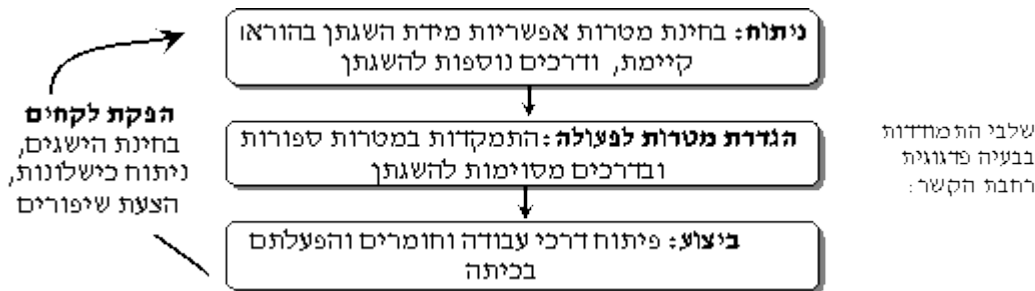 שלבי התמודדות
בבעיה פדגוגית
רחבת הקשר:
ניתוח: בחינת מטרות אפשריות מידת השגתן בהוראו
קיימת, ודרכים נוספות להשגתן
הגדרת מטרות לפעולה: התמקדות במטרות ספורות
ובדרכים מסוימות להשגתן
ביצוע: פיתוח דרכי עבודה וחומרים והפעלתם
בכיתה
הפקת לקחים
בחינת הישגים,
ניתוח כישלונות,
הצעת שיפורים